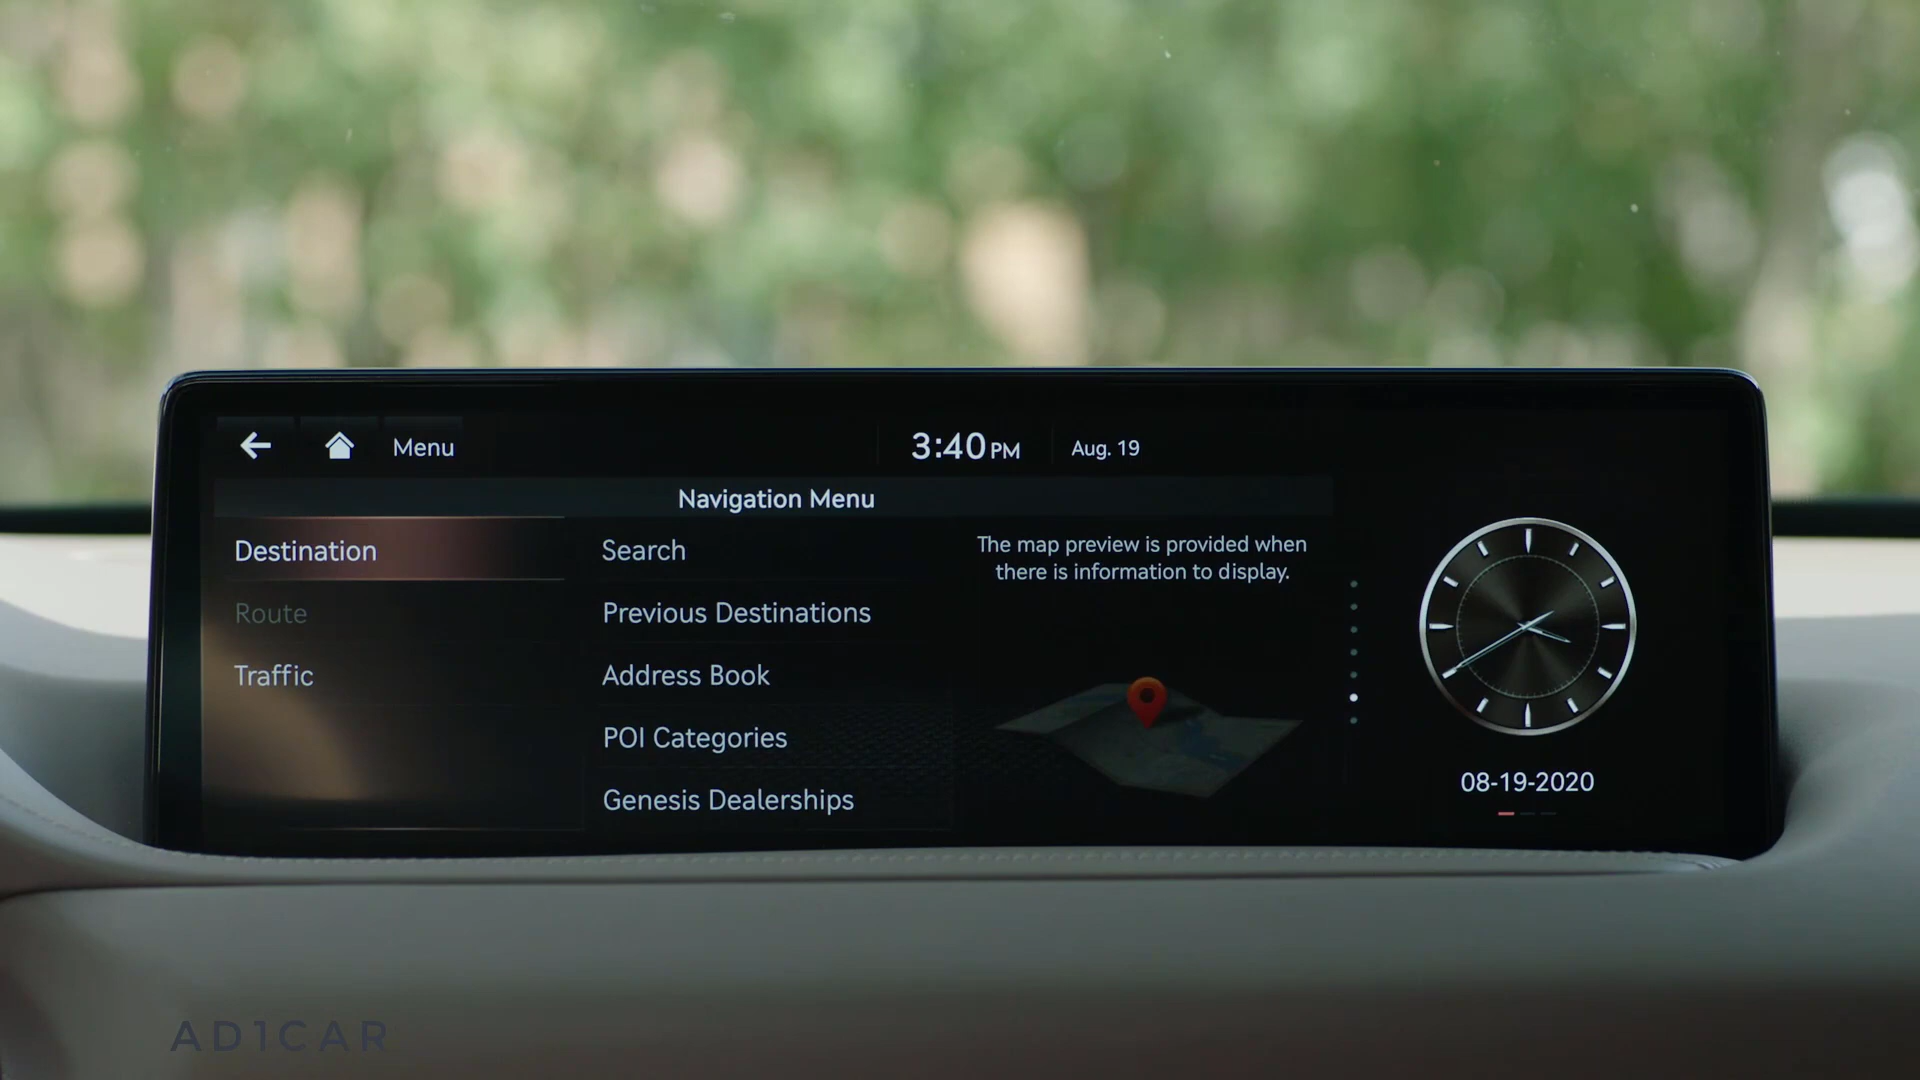 Menu
3:40 PM
Aug. 19
Navigation Menu
Destination
Route
Traffic
Search
Previous Destinations
Address Book
POI Categories
Genesis Dealerships
The map preview is provided when
there is information to display.
08-19-2020
AD1CAR